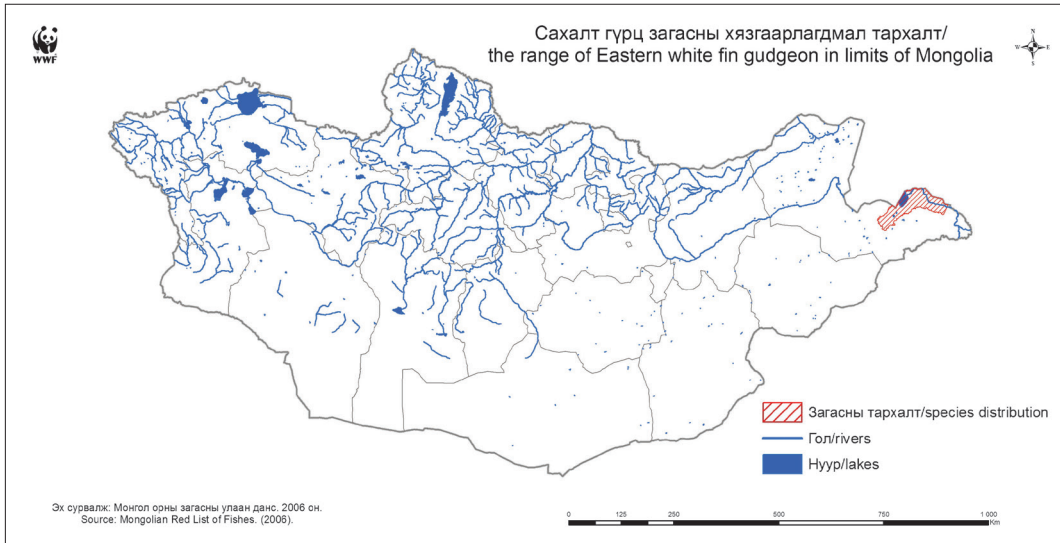 WWF
Сахалт гүрц загасны хязгаарлагдмал тархалт/
the range of Eastern white fin gudgeon in limits of Mongolia
N
W E
S
Загасны тархалт/species distribution
Гол/rivers
Нуур/lakes
Эх сурвалж: Монгол орны загасны улаан данс. 2006 он.
Source: Mongolian Red List of Fishes. (2006).
0 125 250 500 750 1 000
Km